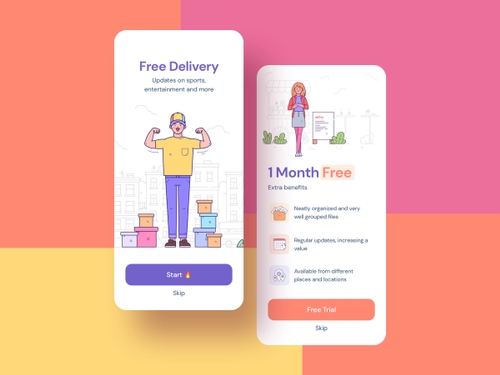 Free Delivery
Updates on sports,
entertainment and more
Start 🔥
Skip
1 Month Free
Extra benefits
Neatly organized and very
well grouped files
Regular updates, increasing a
value
Available from different
places and locations
Free Trial
Skip